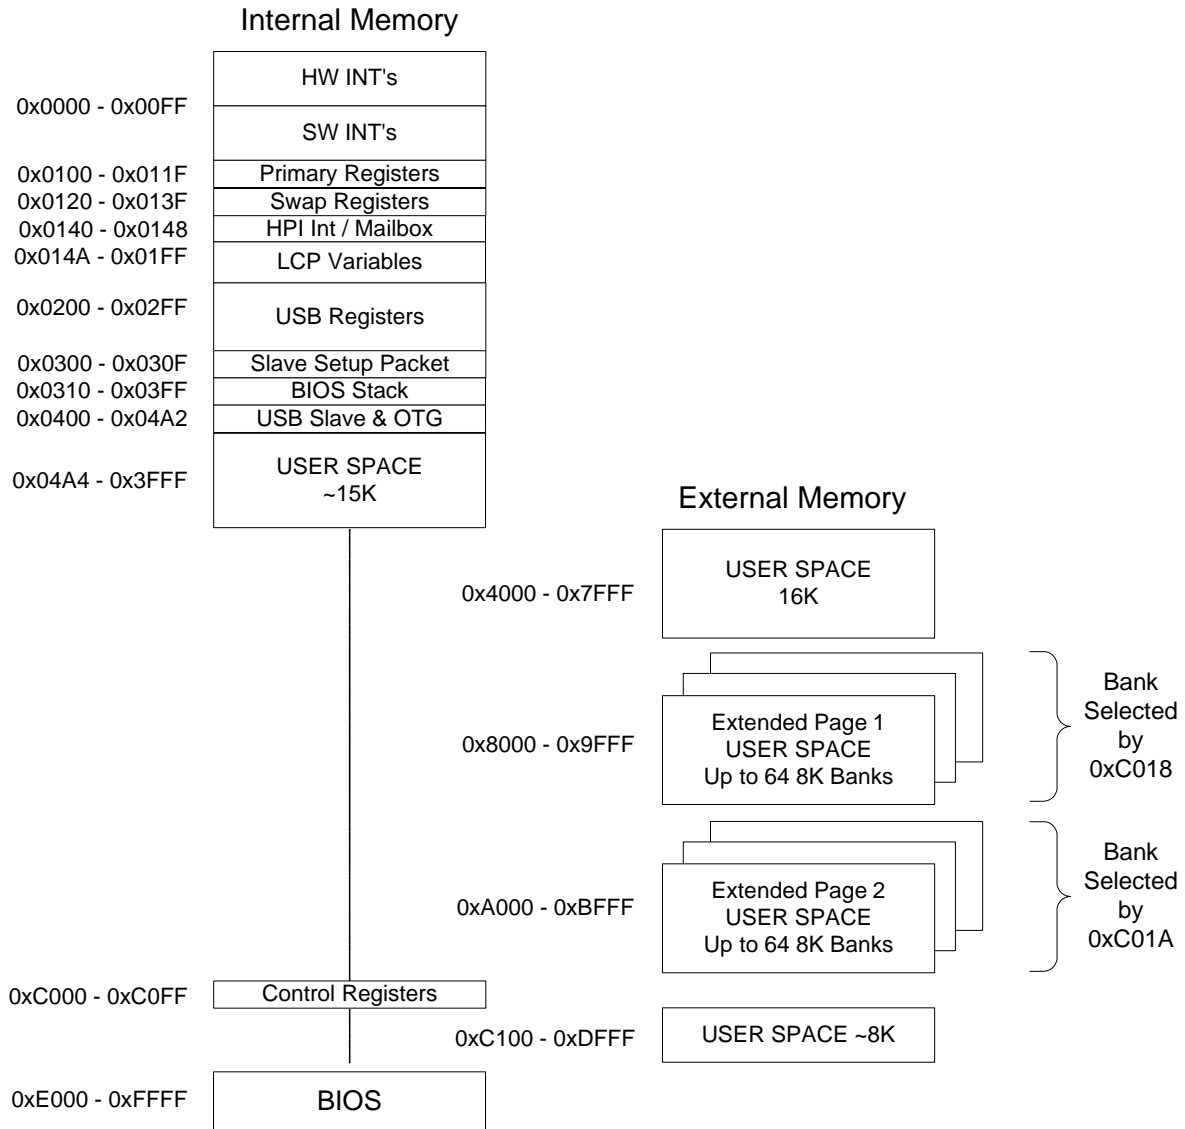 Internal Memory
HW INT's
0x0000 - 0x00FF
SW INT's
0x0100 - 0x011F
Primary Registers
0x0120 - 0x013F
Swap Registers
0x0140 - 0x0148
HPI Int / Mailbox
0x014A - 0x01FF
LCP Variables
0x0200 - 0x02FF
USB Registers
0x0300 - 0x030F
Slave Setup Packet
0x0310 - 0x03FF
BIOS Stack
0x0400 - 0x04A2
USB Slave & OTG
0x04A4 - 0x3FFF
USER SPACE
~15K
External Memory
0x4000 - 0x7FFF
USER SPACE
16K
0x8000 - 0x9FFF
Extended Page 1
USER SPACE
Up to 64 8K Banks
Bank
Selected
by
0xC018
0xA000 - 0xBFFF
Extended Page 2
USER SPACE
Up to 64 8K Banks
Bank
Selected
by
0xC01A
0xC000 - 0xC0FF
Control Registers
0xC100 - 0xDFFF
USER SPACE ~8K
0xE000 - 0xFFFF
BIOS